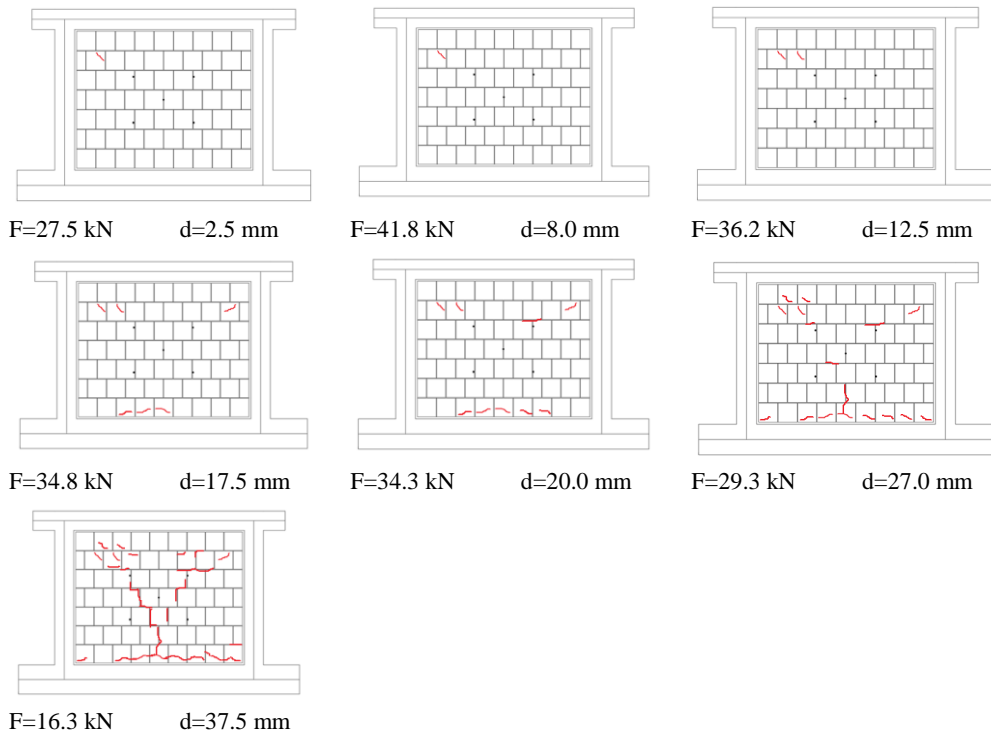 F=27.5 kN d=2.5 mm
F=41.8 kN d=8.0 mm
F=36.2 kN d=12.5 mm
F=34.8 kN d=17.5 mm
F=34.3 kN d=20.0 mm
F=29.3 kN d=27.0 mm
F=16.3 kN d=37.5 mm